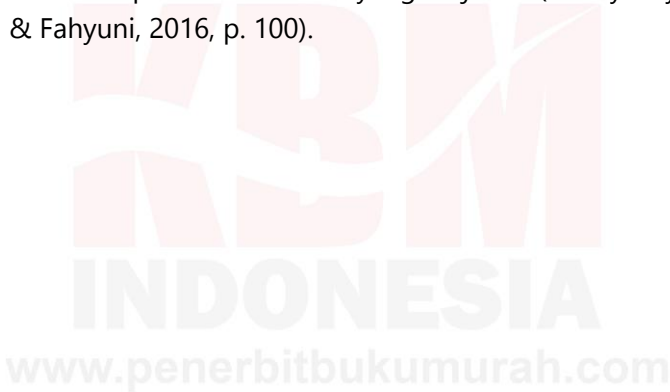 & Fahyuni, 2016, p. 100).
KBM
INDONESIA
www.penerbitbukumurah.com